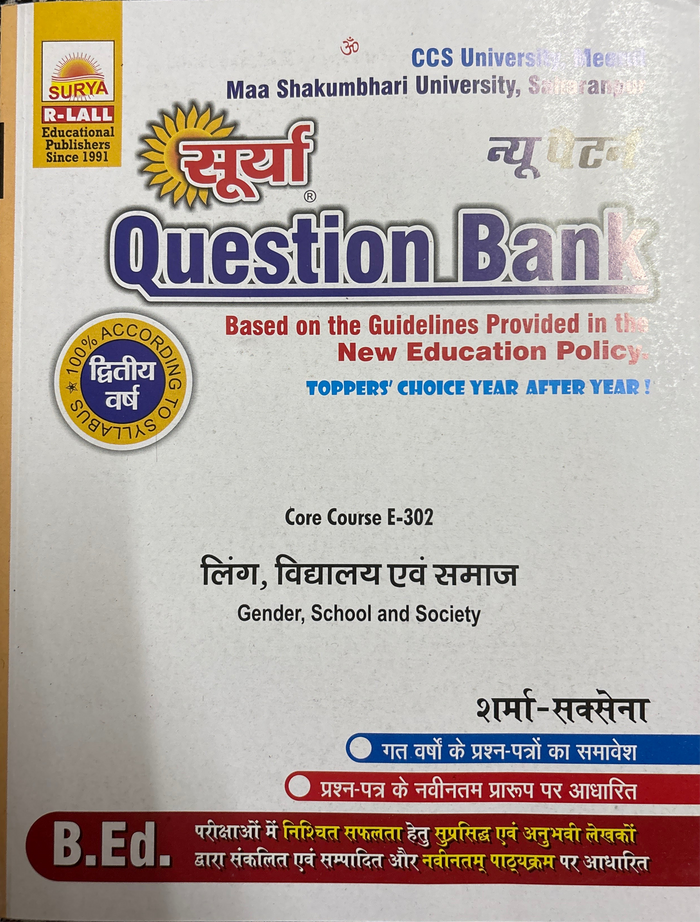 ॐ
CCS University, Meerut
Maa Shakumbhari University, Saharanpur
SURYA
R-LALL
Educational
Publishers
Since 1991
सूर्या
®
न्यू पैटर्न
Question Bank
Based on the Guidelines Provided in the
New Education Policy.
TOPPERS' CHOICE YEAR AFTER YEAR !
100% ACCORDING TO SYLLABUS
द्वितीय
वर्ष
Core Course E-302
लिंग, विद्यालय एवं समाज
Gender, School and Society
शर्मा-सक्सेना
गत वर्षों के प्रश्न-पत्रों का समावेश
प्रश्न-पत्र के नवीनतम प्रारूप पर आधारित
B.Ed.
परीक्षाओं में निश्चित सफलता हेतु सुप्रसिद्ध एवं अनुभवी लेखकों
द्वारा संकलित एवं सम्पादित और नवीनतम् पाठ्यक्रम पर आधारित